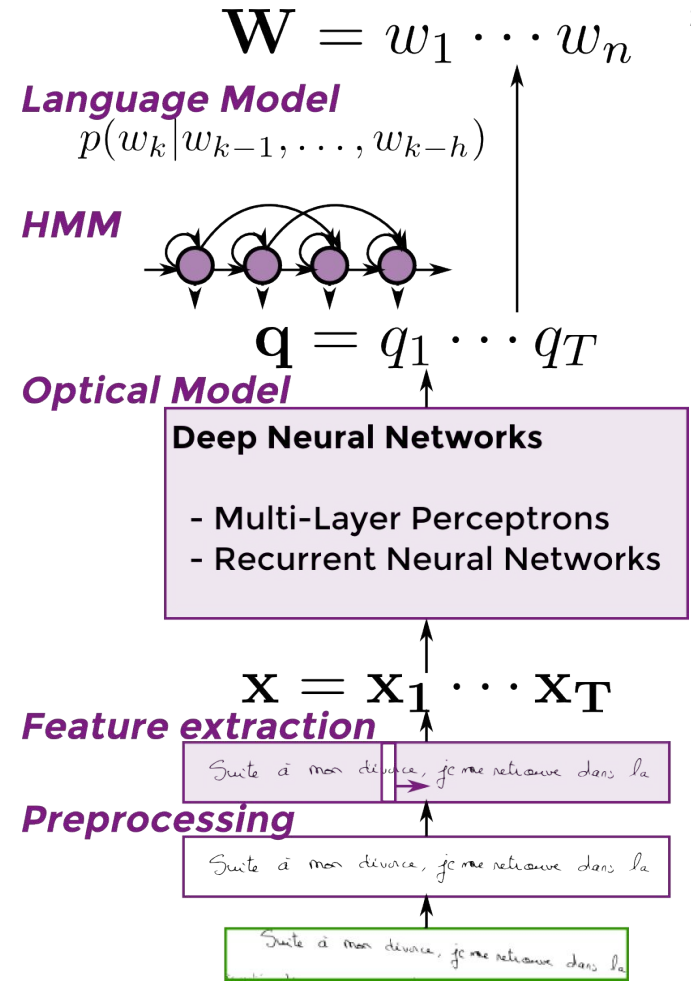 W = w₁ ⋯ wₙ
Language Model
p(wₖ|wₖ₋₁, …, wₖ₋ₕ)
HMM
q = q₁ ⋯ q_T
Optical Model
Deep Neural Networks
- Multi-Layer Perceptrons
- Recurrent Neural Networks
x = x₁ ⋯ x_T
Feature extraction
Suite à mon divorce, je me retrouve dans la
Preprocessing
Suite à mon divorce, je me retrouve dans la
Suite à mon divorce, je me retrouve dans la